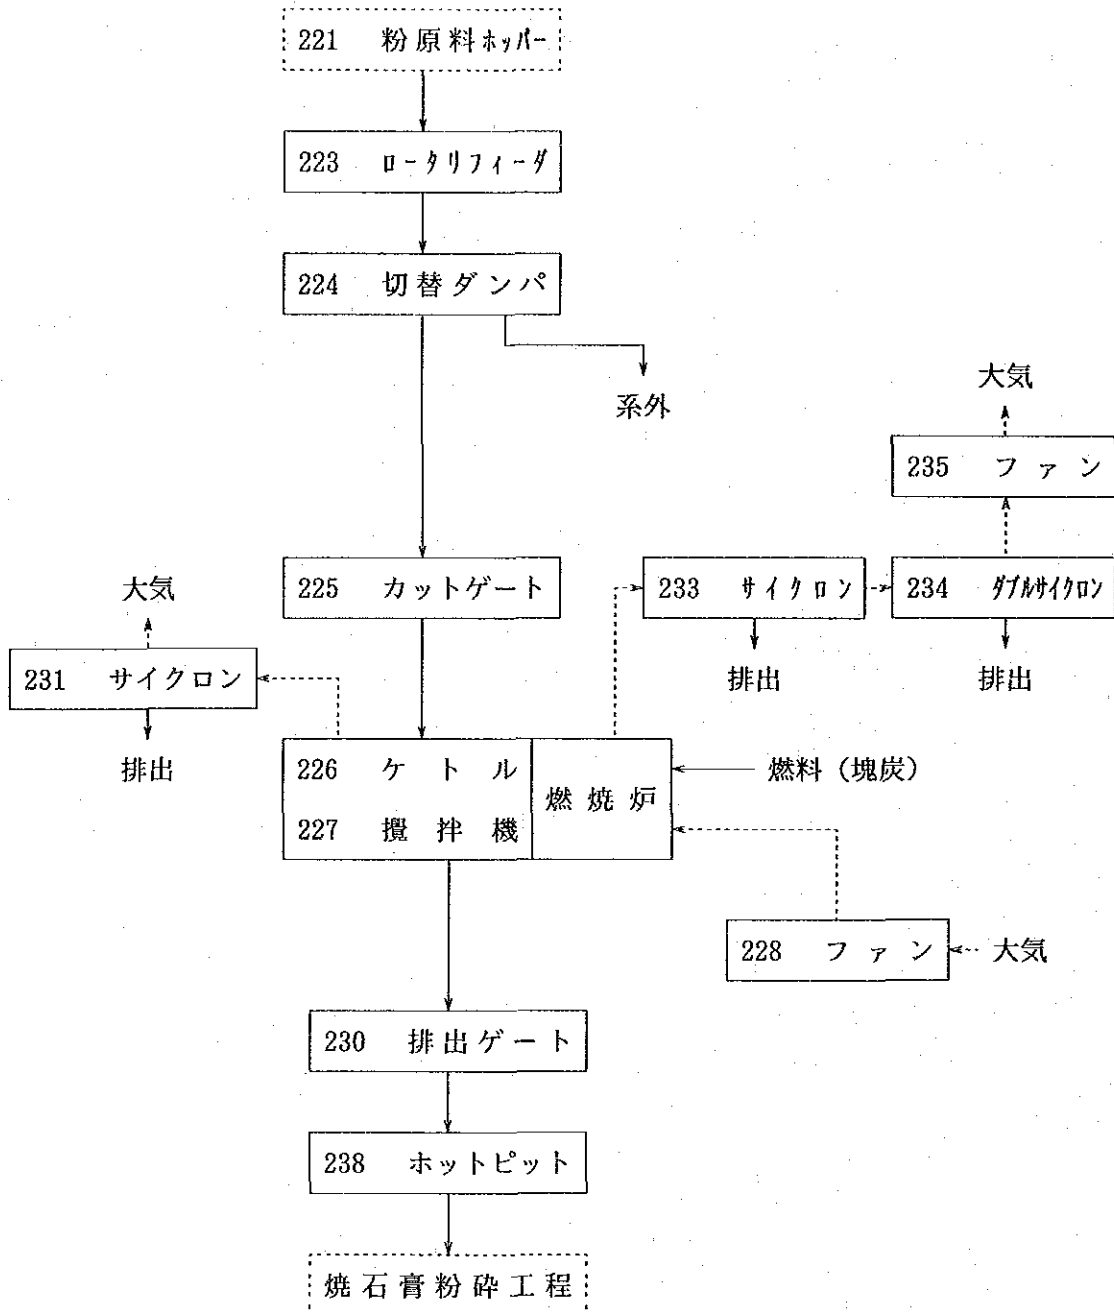 221 粉原料ホッパー
223 ロータリフィーダ
224 切替ダンパ
系外
大気
235 ファン
225 カットゲート
233 サイクロン
234 ダブルサイクロン
大気
231 サイクロン
排出
排出
排出
226 ケトル
227 攪拌機
燃焼炉
燃料（塊炭）
228 ファン
大気
230 排出ゲート
238 ホットピット
焼石膏粉砕工程